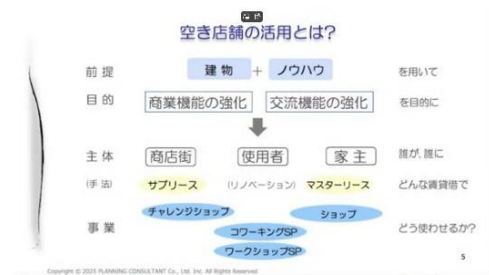 空き店舗の活用とは?
前 提 建 物 + ノウハウ を用いて
目 的 商業機能の強化 交流機能の強化 を目的に
主 体 商店街 使用者 家 主 誰が、誰に
(手 法) サブリース (リノベーション) マスターリース どんな賃貸借で
チャレンジショップ ショップ
事 業 コワーキングSP どう使わせるか?
ワークショップSP
5
Copyright © 2025 PLANNING CONSULTANT Co., Ltd. Inc. All Rights Reserved